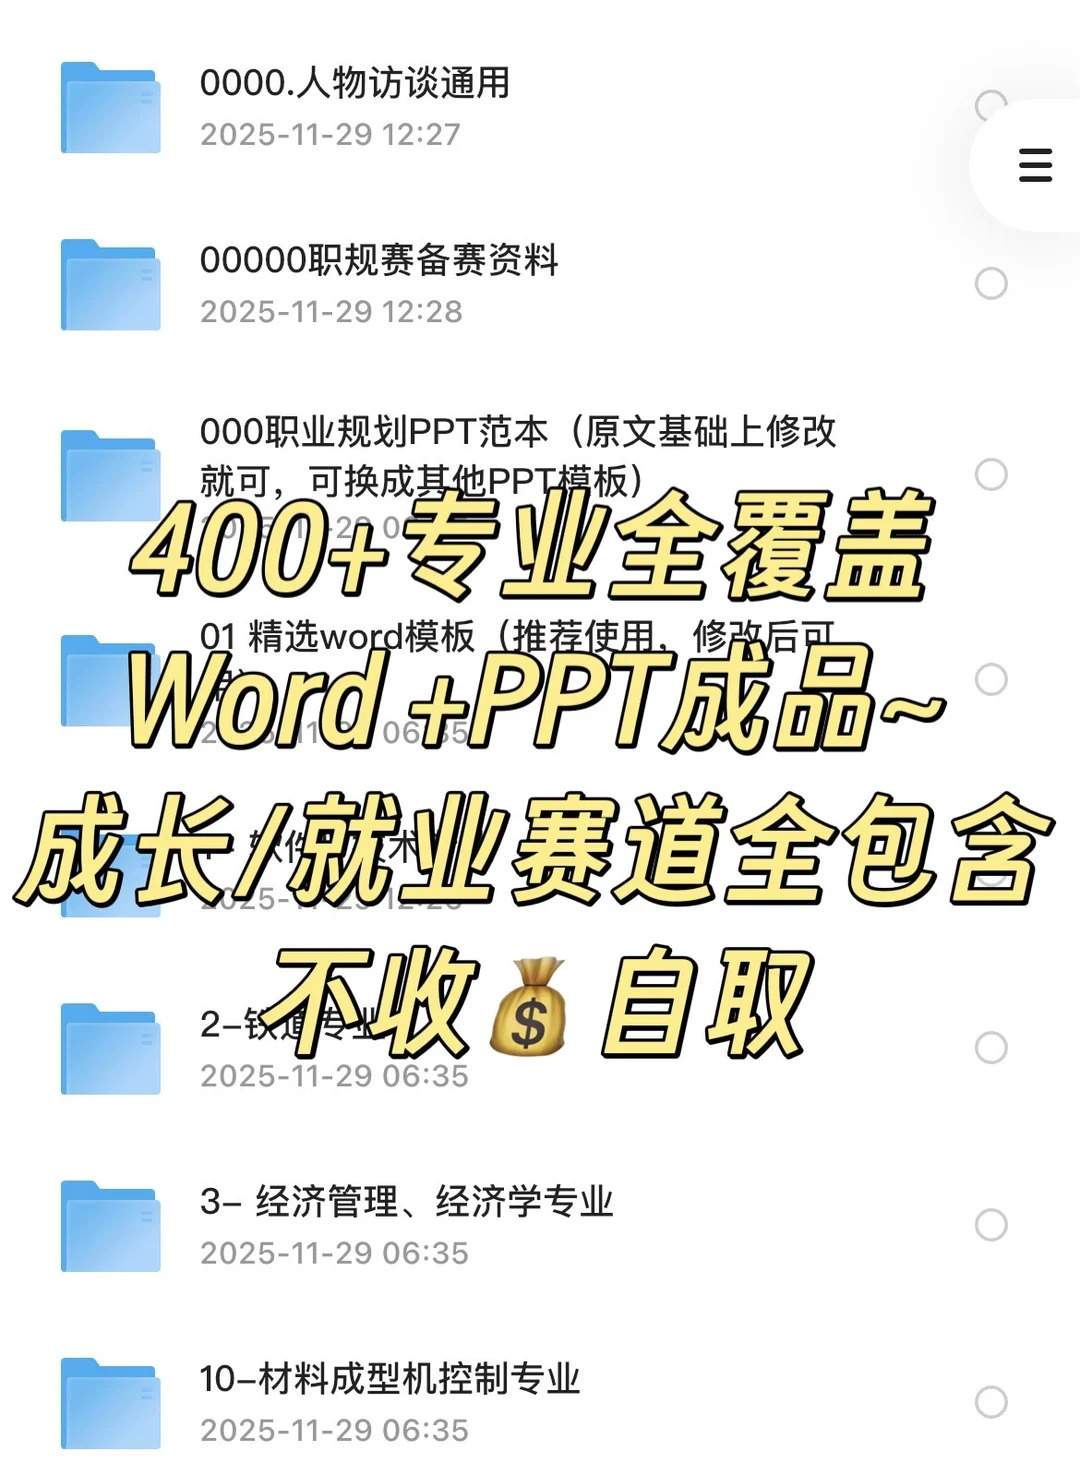 0000.人物访谈通用
2025-11-29 12:27
00000职规赛备赛资料
2025-11-29 12:28
000职业规划PPT范本（原文基础上修改
就可，可换成其他PPT模板）
400+专业全覆盖
01 精选word模板（推荐使用，修改后可
Word +PPT成品~
成长/就业赛道全包含
不收💰 自取
2-铁道专业
2025-11-29 06:35
3- 经济管理、经济学专业
2025-11-29 06:35
10-材料成型机控制专业
2025-11-29 06:35